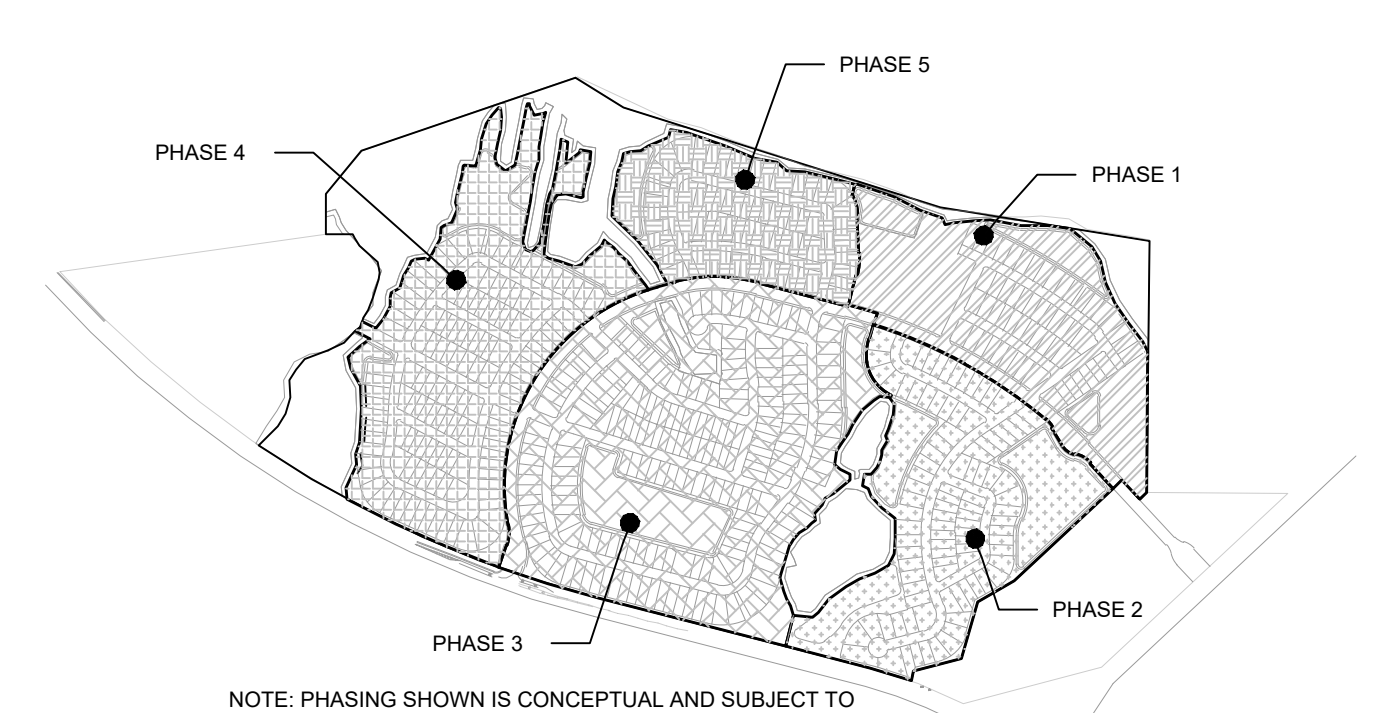 PHASE 5
PHASE 4
PHASE 1
PHASE 2
PHASE 3
NOTE: PHASING SHOWN IS CONCEPTUAL AND SUBJECT TO